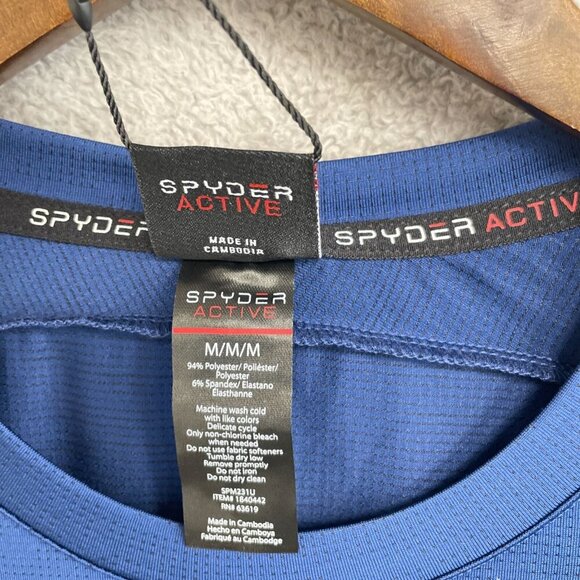 SPYDER
ACTIVE
MADE IN
CAMBODIA
SPYDER
SPYDER ACTIVE
SPYDER
ACTIVE
M/M/M
94% Polyester/ Poliéster/
Polyester
6% Spandex/ Elastano
Élasthanne
Machine wash cold
with like colors
Delicate cycle
Only non-chlorine bleach
when needed
Do not use fabric softeners
Tumble dry low
Remove promptly
Do not iron
Do not dry clean
SPM231U
ITEM# 1840442
RN# 63619
Made in Cambodia
Hecho en Camboya
Fabriqué au Cambodge